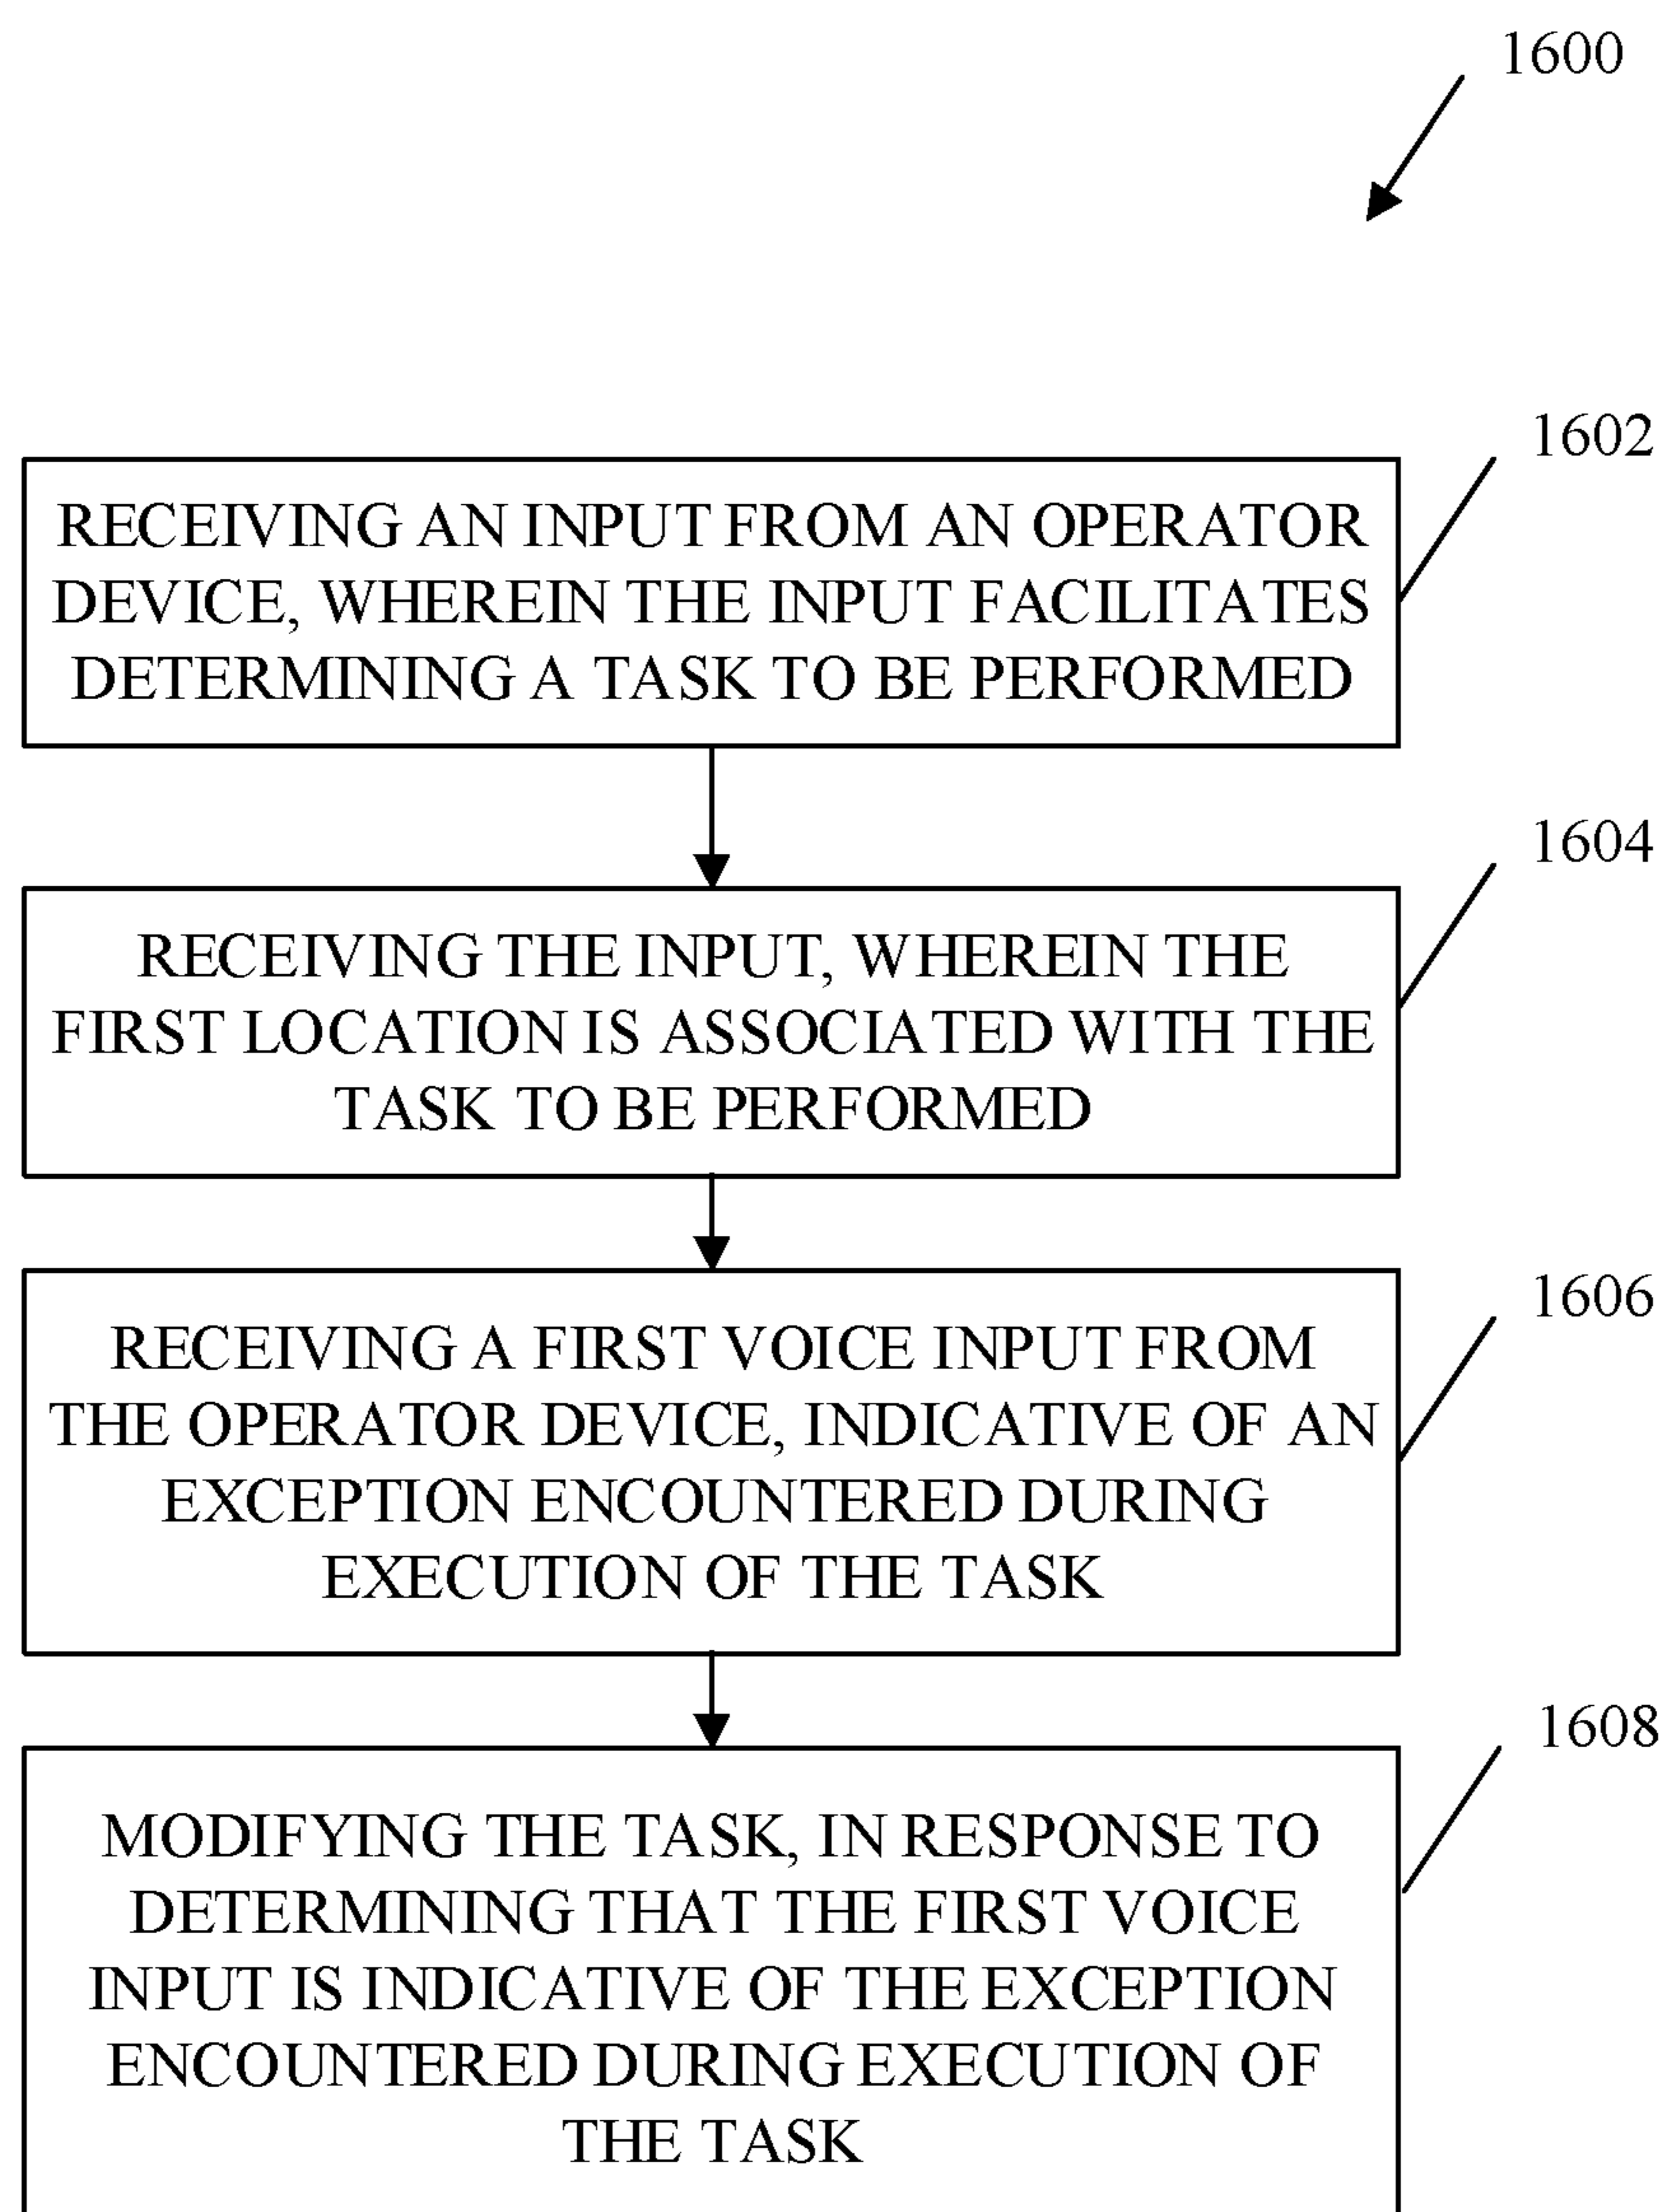 1600
1602
RECEIVING AN INPUT FROM AN OPERATOR
DEVICE, WHEREIN THE INPUT FACILITATES
DETERMINING A TASK TO BE PERFORMED
1604
RECEIVING THE INPUT, WHEREIN THE
FIRST LOCATION IS ASSOCIATED WITH THE
TASK TO BE PERFORMED
1606
RECEIVING A FIRST VOICE INPUT FROM
THE OPERATOR DEVICE, INDICATIVE OF AN
EXCEPTION ENCOUNTERED DURING
EXECUTION OF THE TASK
1608
MODIFYING THE TASK, IN RESPONSE TO
DETERMINING THAT THE FIRST VOICE
INPUT IS INDICATIVE OF THE EXCEPTION
ENCOUNTERED DURING EXECUTION OF
THE TASK